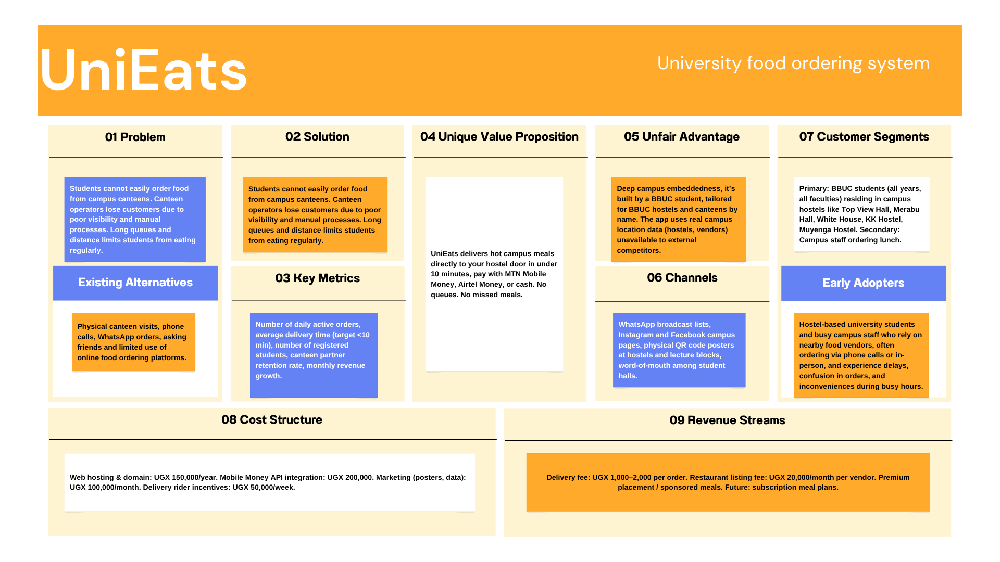 UniEats
University food ordering system
01 Problem
Students cannot easily order food
from campus canteens. Canteen
operators lose customers due to
poor visibility and manual
processes. Long queues and
distance limits students from eating
regularly.
Existing Alternatives
Physical canteen visits, phone
calls, WhatsApp orders, asking
friends and limited use of
online food ordering platforms.
02 Solution
Students cannot easily order food
from campus canteens. Canteen
operators lose customers due to poor
visibility and manual processes. Long
queues and distance limits students
from eating regularly.
03 Key Metrics
Number of daily active orders,
average delivery time (target <10
min), number of registered
students, canteen partner
retention rate, monthly revenue
growth.
04 Unique Value Proposition
UniEats delivers hot campus meals
directly to your hostel door in under
10 minutes, pay with MTN Mobile
Money, Airtel Money, or cash. No
queues. No missed meals.
05 Unfair Advantage
Deep campus embeddedness, it’s
built by a BBUC student, tailored
for BBUC hostels and canteens by
name. The app uses real campus
location data (hostels, vendors)
unavailable to external
competitors.
06 Channels
WhatsApp broadcast lists,
Instagram and Facebook campus
pages, physical QR code posters
at hostels and lecture blocks,
word-of-mouth among student
halls.
07 Customer Segments
Primary: BBUC students (all years,
all faculties) residing in campus
hostels like Top View Hall, Merabu
Hall, White House, KK Hostel,
Muyenga Hostel. Secondary:
Campus staff ordering lunch.
Early Adopters
Hostel-based university students
and busy campus staff who rely on
nearby food vendors, often
ordering via phone calls or in-
person, and experience delays,
confusion in orders, and
inconveniences during busy hours.
08 Cost Structure
Web hosting & domain: UGX 150,000/year. Mobile Money API integration: UGX 200,000. Marketing (posters, data):
UGX 100,000/month. Delivery rider incentives: UGX 50,000/week.
09 Revenue Streams
Delivery fee: UGX 1,000–2,000 per order. Restaurant listing fee: UGX 20,000/month per vendor. Premium
placement / sponsored meals. Future: subscription meal plans.